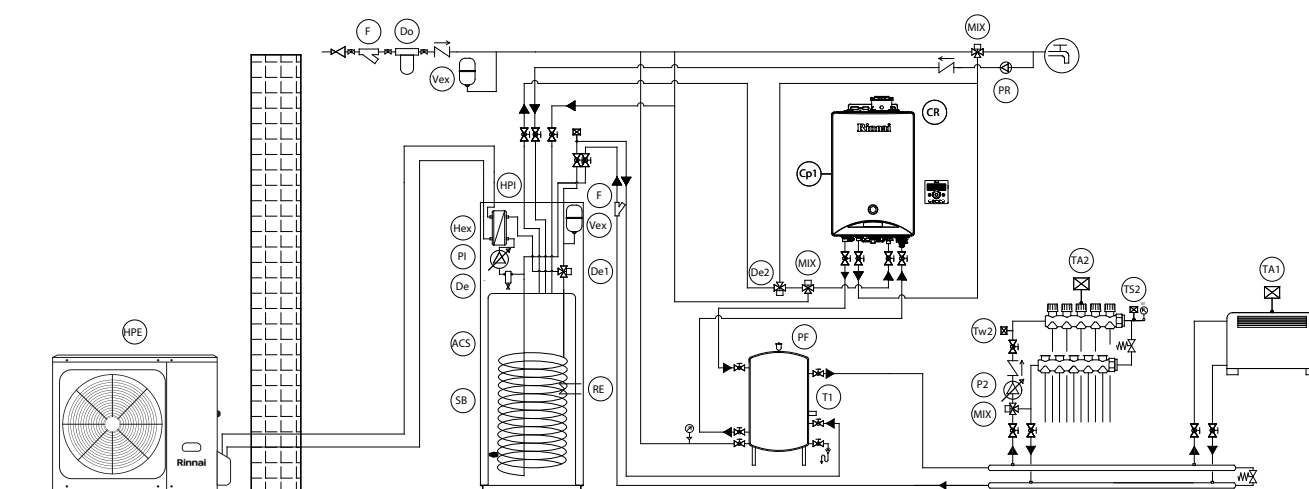 F
Do
MIX
Vex
PR
CR
Rinnai
Cp1
HPI
F
Hex
Vex
PI
De1
De2
MIX
TA2
TA1
De
TS2
HPE
Tw2
ACS
PF
SB
RE
T1
P2
MIX
Rinnai